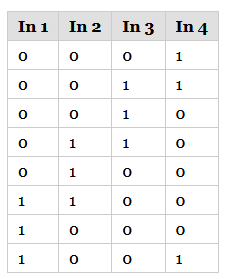 In 1 In 2 In 3 In 4
0 0 0 1
0 0 1 1
0 0 1 0
0 1 1 0
0 1 0 0
1 1 0 0
1 0 0 0
1 0 0 1